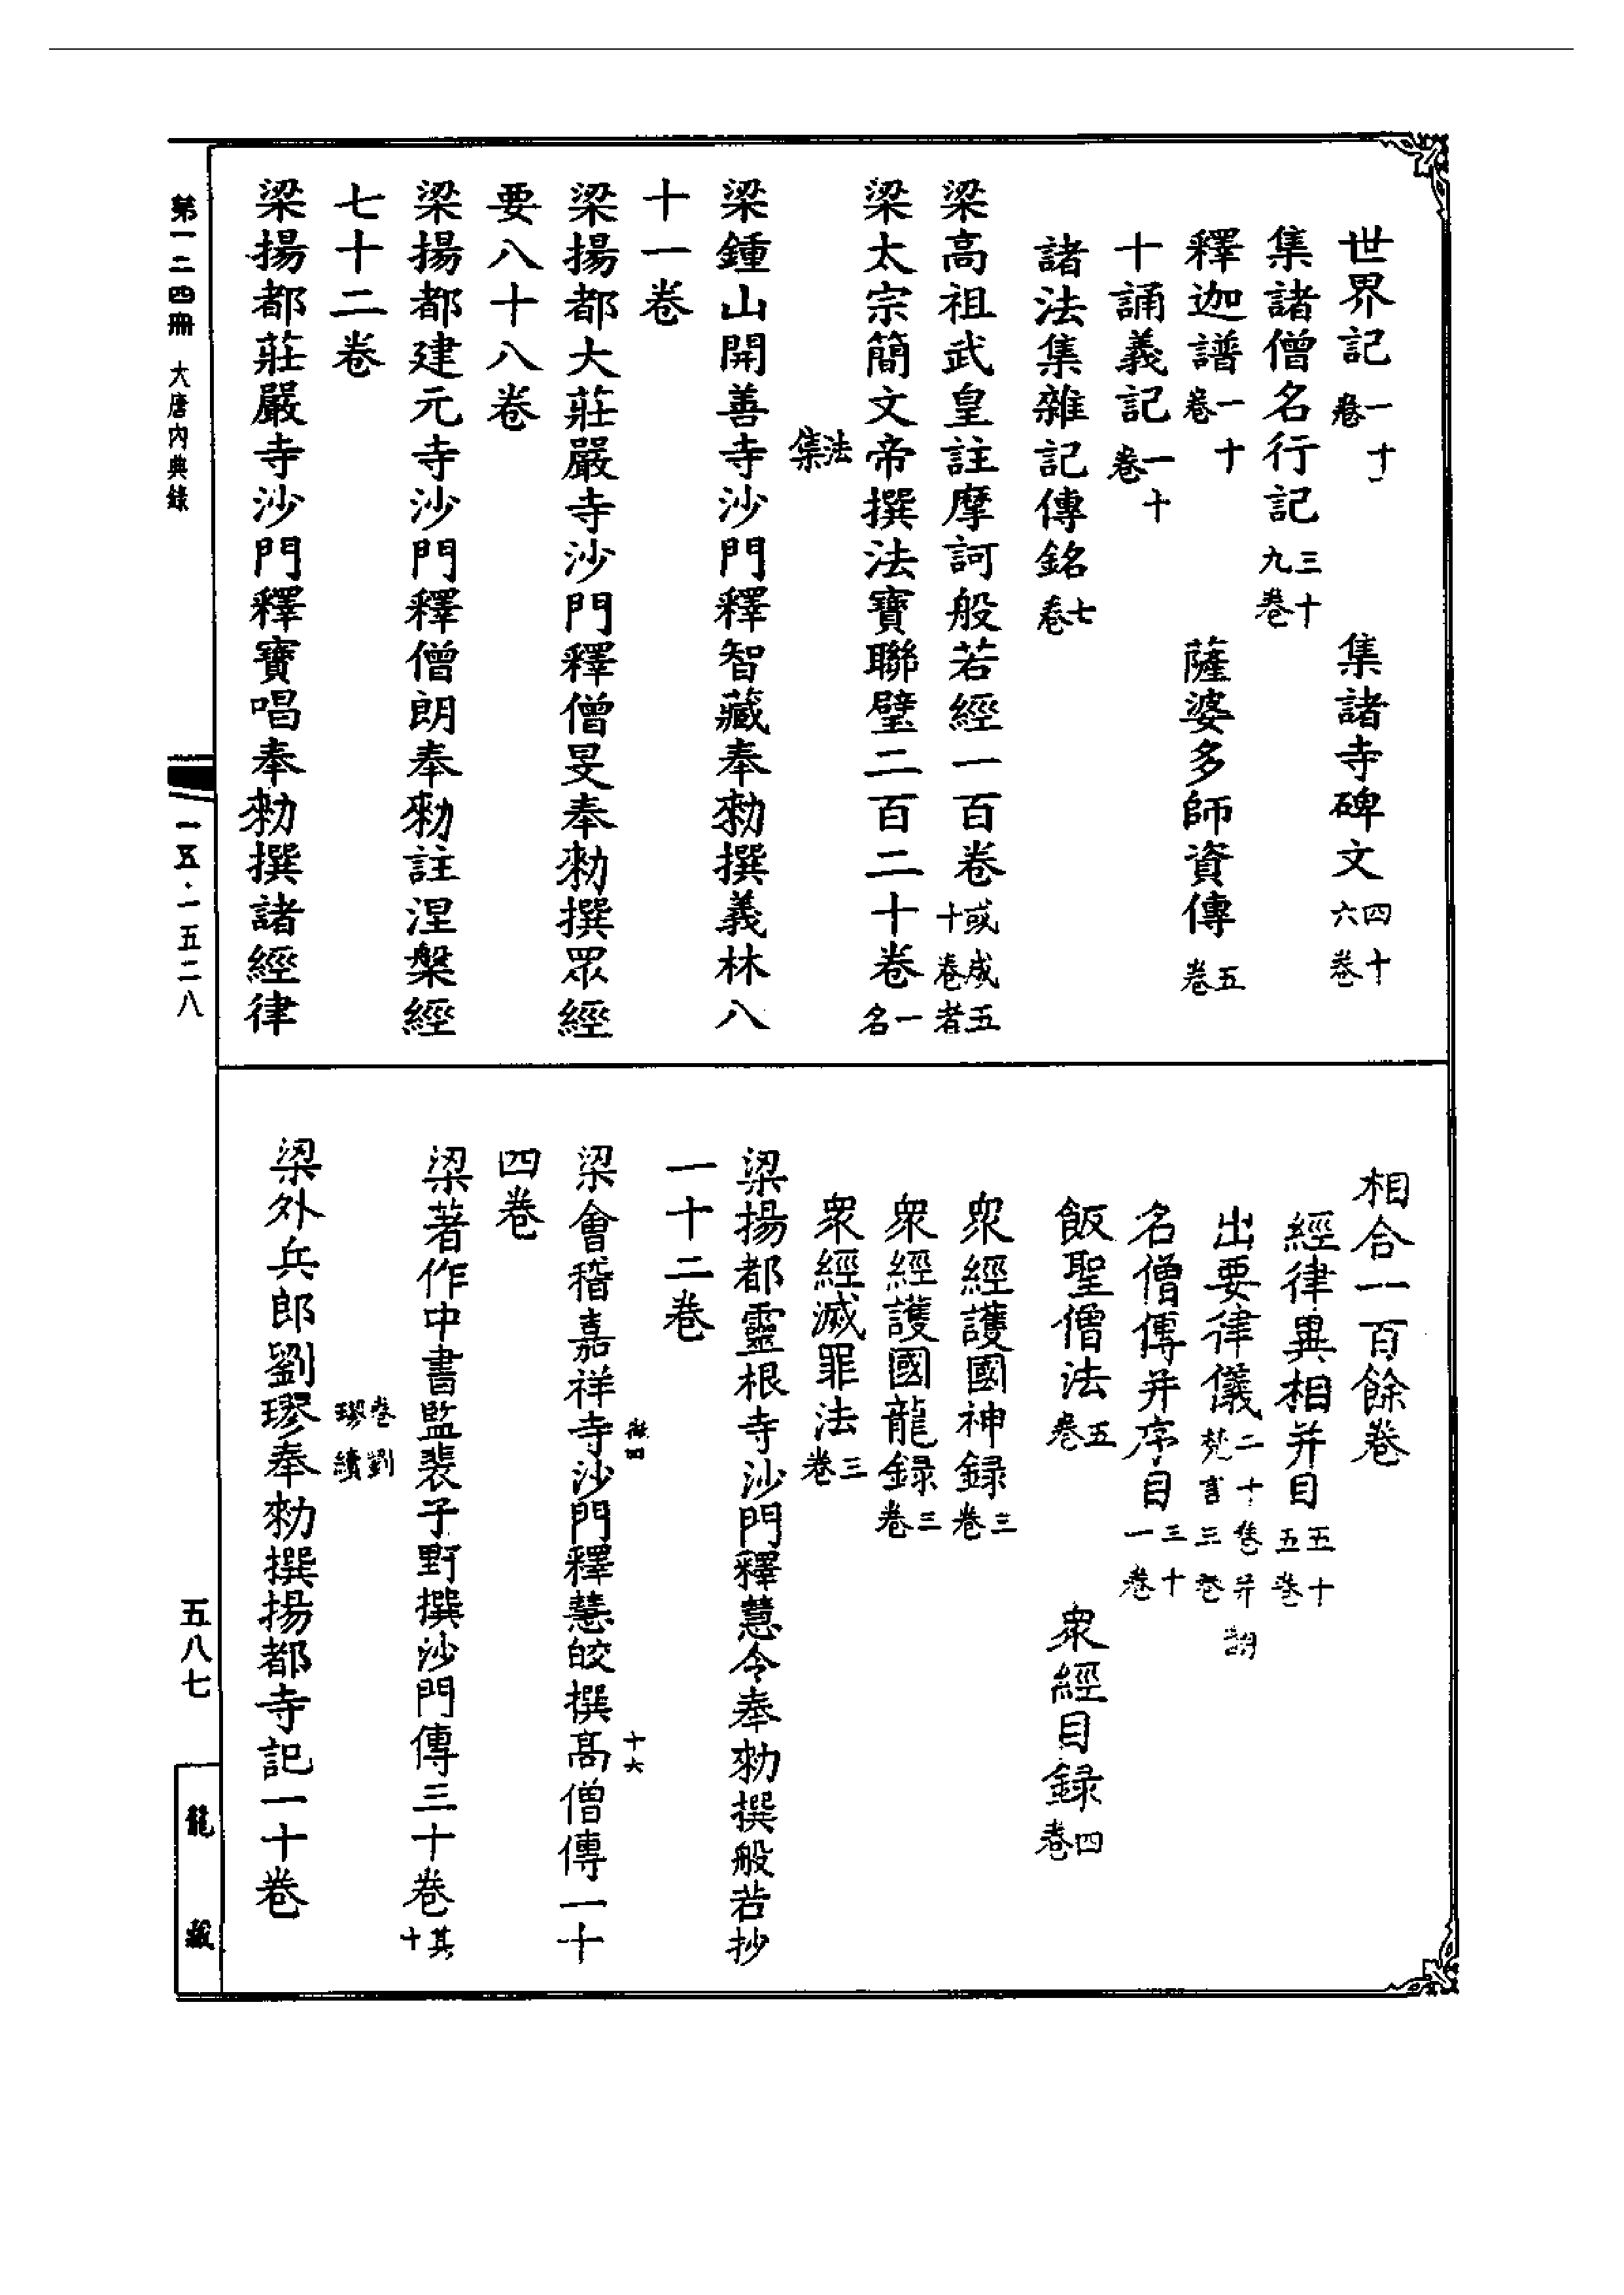 世界記一十卷　集諸寺碑文四十六卷
集諸僧名行記三十九卷
釋迦譜一十卷　薩婆多師資傳五卷
十誦義記一十卷
諸法集雜記傳銘七卷
梁高祖武皇註摩訶般若經一百卷或成五十卷者
梁太宗簡文帝撰法寶聯璧二百二十卷一名
法集
梁鍾山開善寺沙門釋智藏奉勑撰義林八
十一卷
梁揚都大莊嚴寺沙門釋僧旻奉勑撰眾經
要八十八卷
梁揚都建元寺沙門釋僧朗奉勑註涅槃經
七十二卷
梁揚都莊嚴寺沙門釋寶唱奉勑撰諸經律
相合一百餘卷
經律異相并目五十五卷
出要律儀二十卷并翻梵言三卷
名僧傳并序目三十一卷
飯聖僧法五卷　衆經目録四卷
衆經護國神録三卷
衆經護國龍録三卷
衆經滅罪法三卷
梁揚都靈根寺沙門釋慧令奉勑撰般若抄
一十二卷
梁會稽嘉祥寺沙門釋慧皎撰高僧傳一十
四
十六
四卷
梁著作中書監裴子野撰沙門傳三十卷其十
卷劉璆續
梁外兵郎劉璆奉勑撰揚都寺記一十卷
第一二四冊　大唐內典錄
一五·一五二八
五八七
龍藏